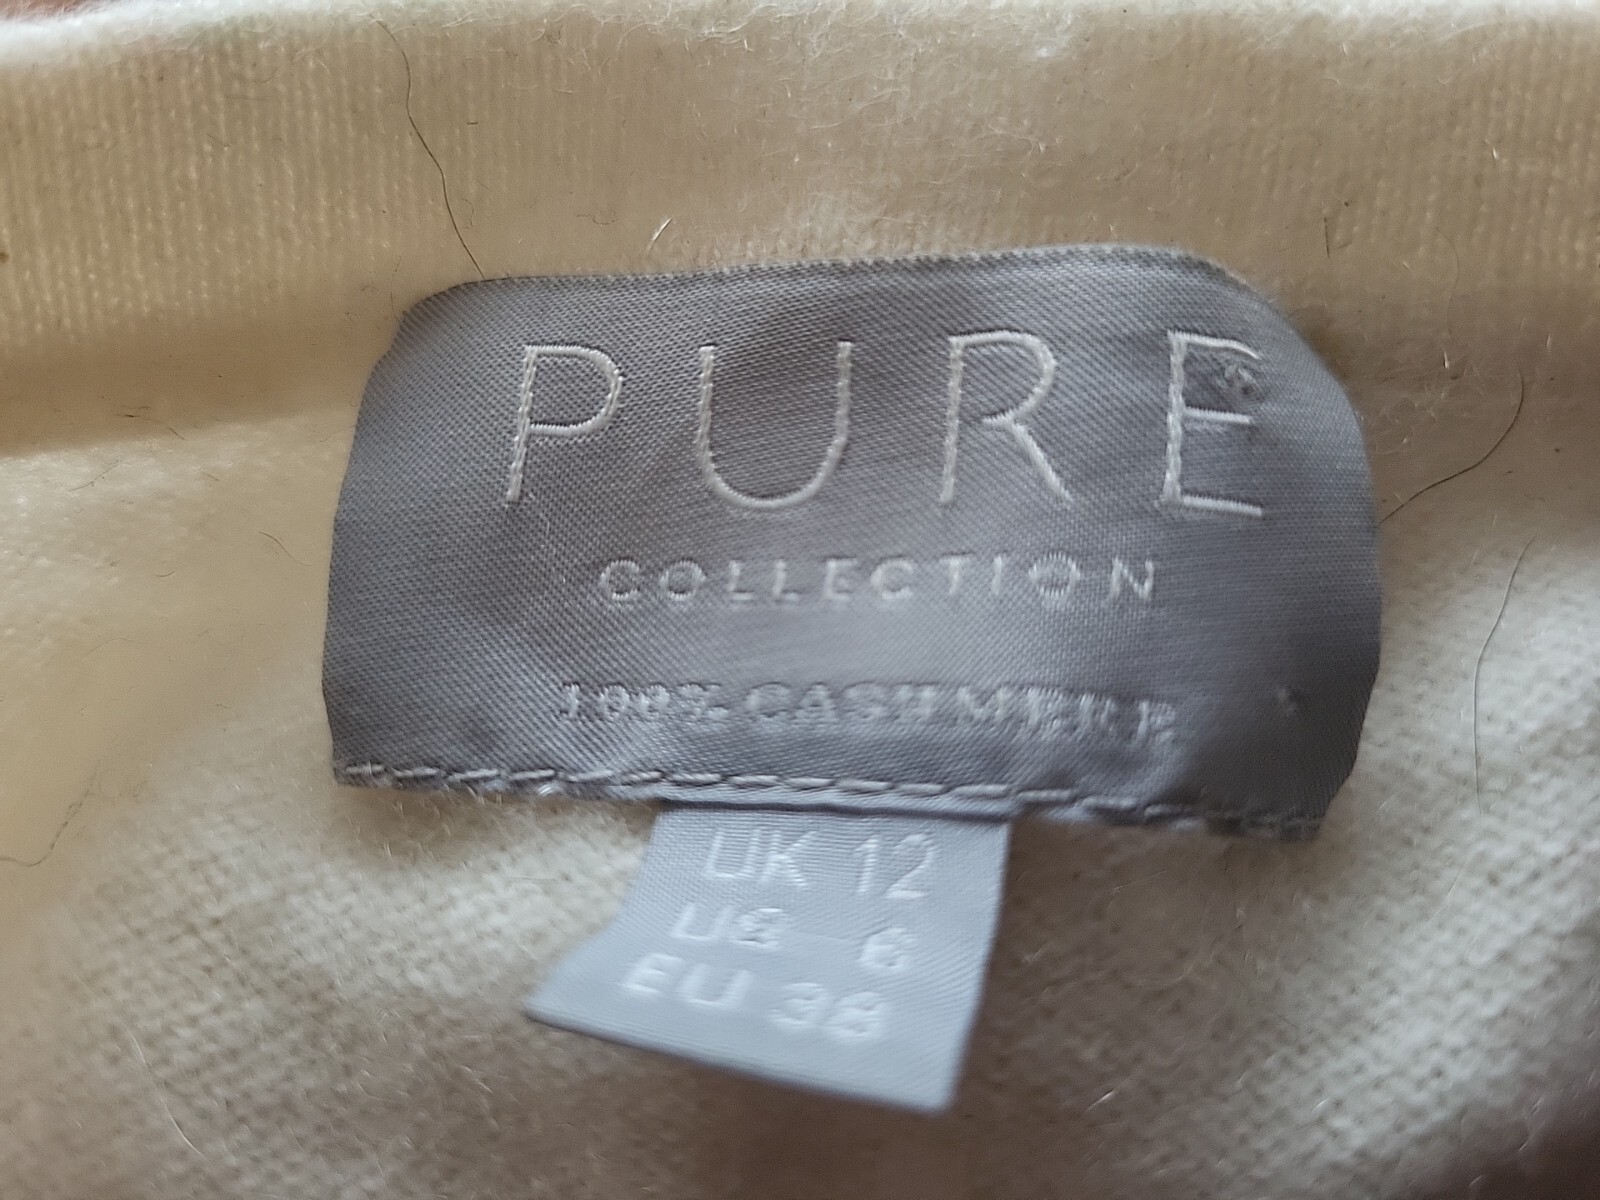 PURE
COLLECTION
100% CASHMERE
UK 12
US 8
EU 38